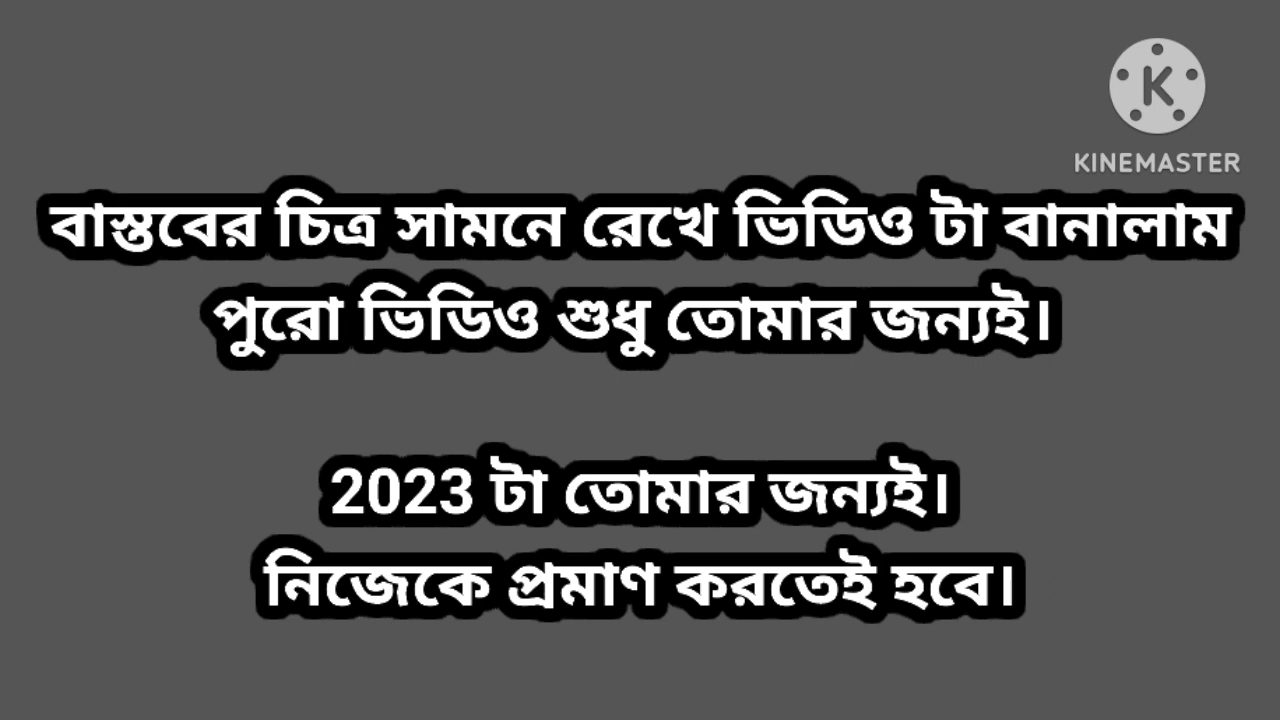 KINEMASTER
বাস্তবের চিত্র সামনে রেখে ভিডিও টা বানালাম
পুরো ভিডিও শুধু তোমার জন্যই।
2023 টা তোমার জন্যই।
নিজেকে প্রমাণ করতেই হবে।